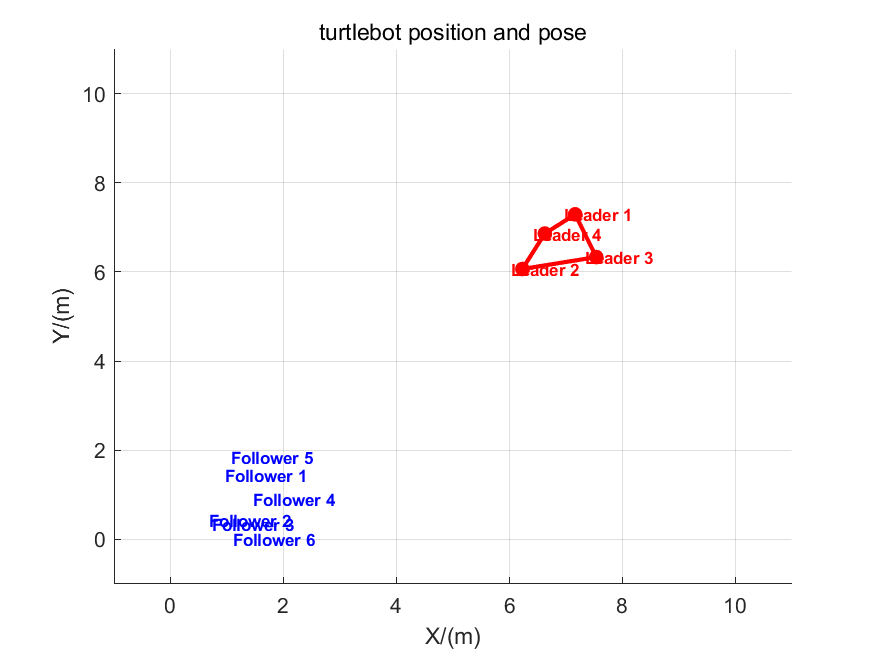 turtlebot position and pose
10
8
6
4
2
0
Y/(m)
Leader 1
Leader 4
Leader 3
Leader 2
Follower 5
Follower 1
Follower 4
Follower 2
Follower 3
Follower 6
0
2
4
6
8
10
X/(m)